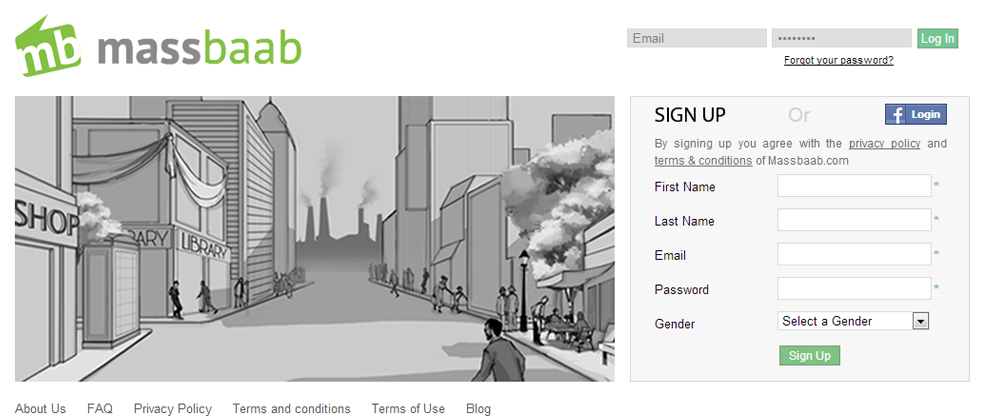 mb massbaab
Email •••••••• Log In
Forgot your password?
SIGN UP Or f Login
By signing up you agree with the privacy policy and
terms & conditions of Massbaab.com
First Name *
Last Name *
Email *
Password *
Gender Select a Gender
Sign Up
SHOP
LIBRARY
LIBRARY
About Us FAQ Privacy Policy Terms and conditions Terms of Use Blog